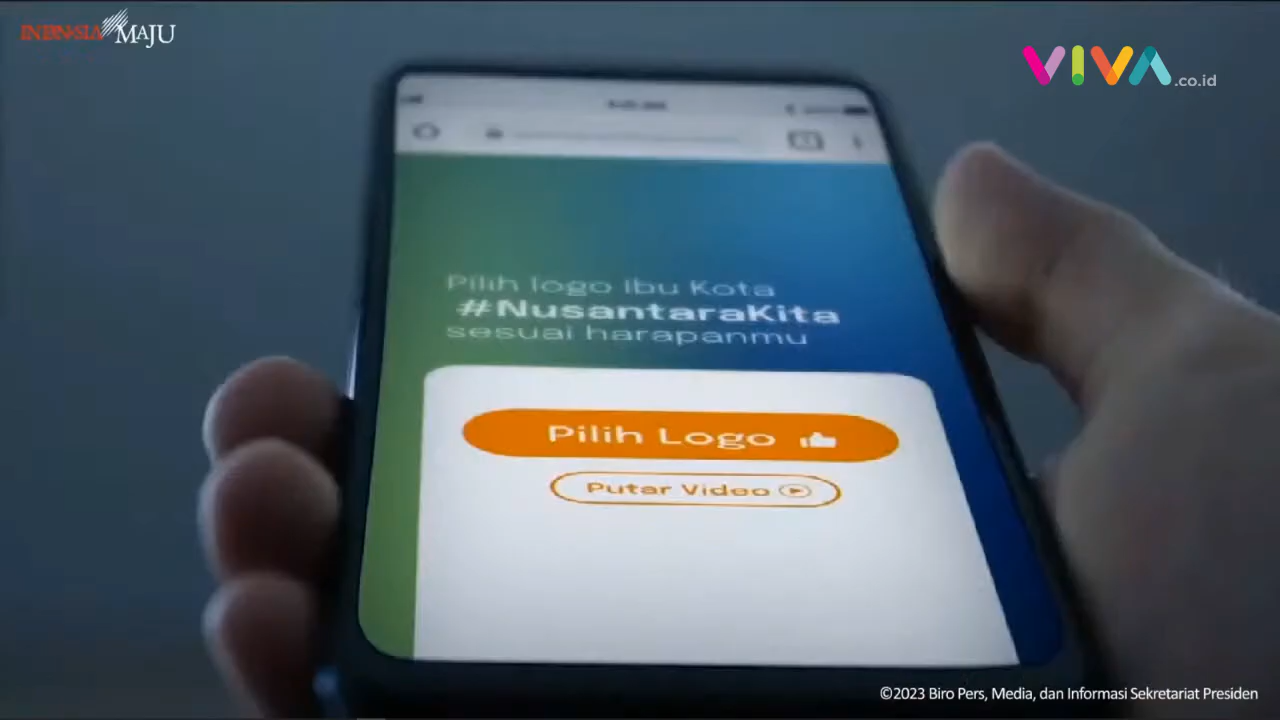 INDONESIA MAJU
VIVA.co.id
Pilih logo Ibu Kota
#NusantaraKita
sesuai harapanmu
Pilih Logo
Putar Video
©2023 Biro Pers, Media, dan Informasi Sekretariat Presiden